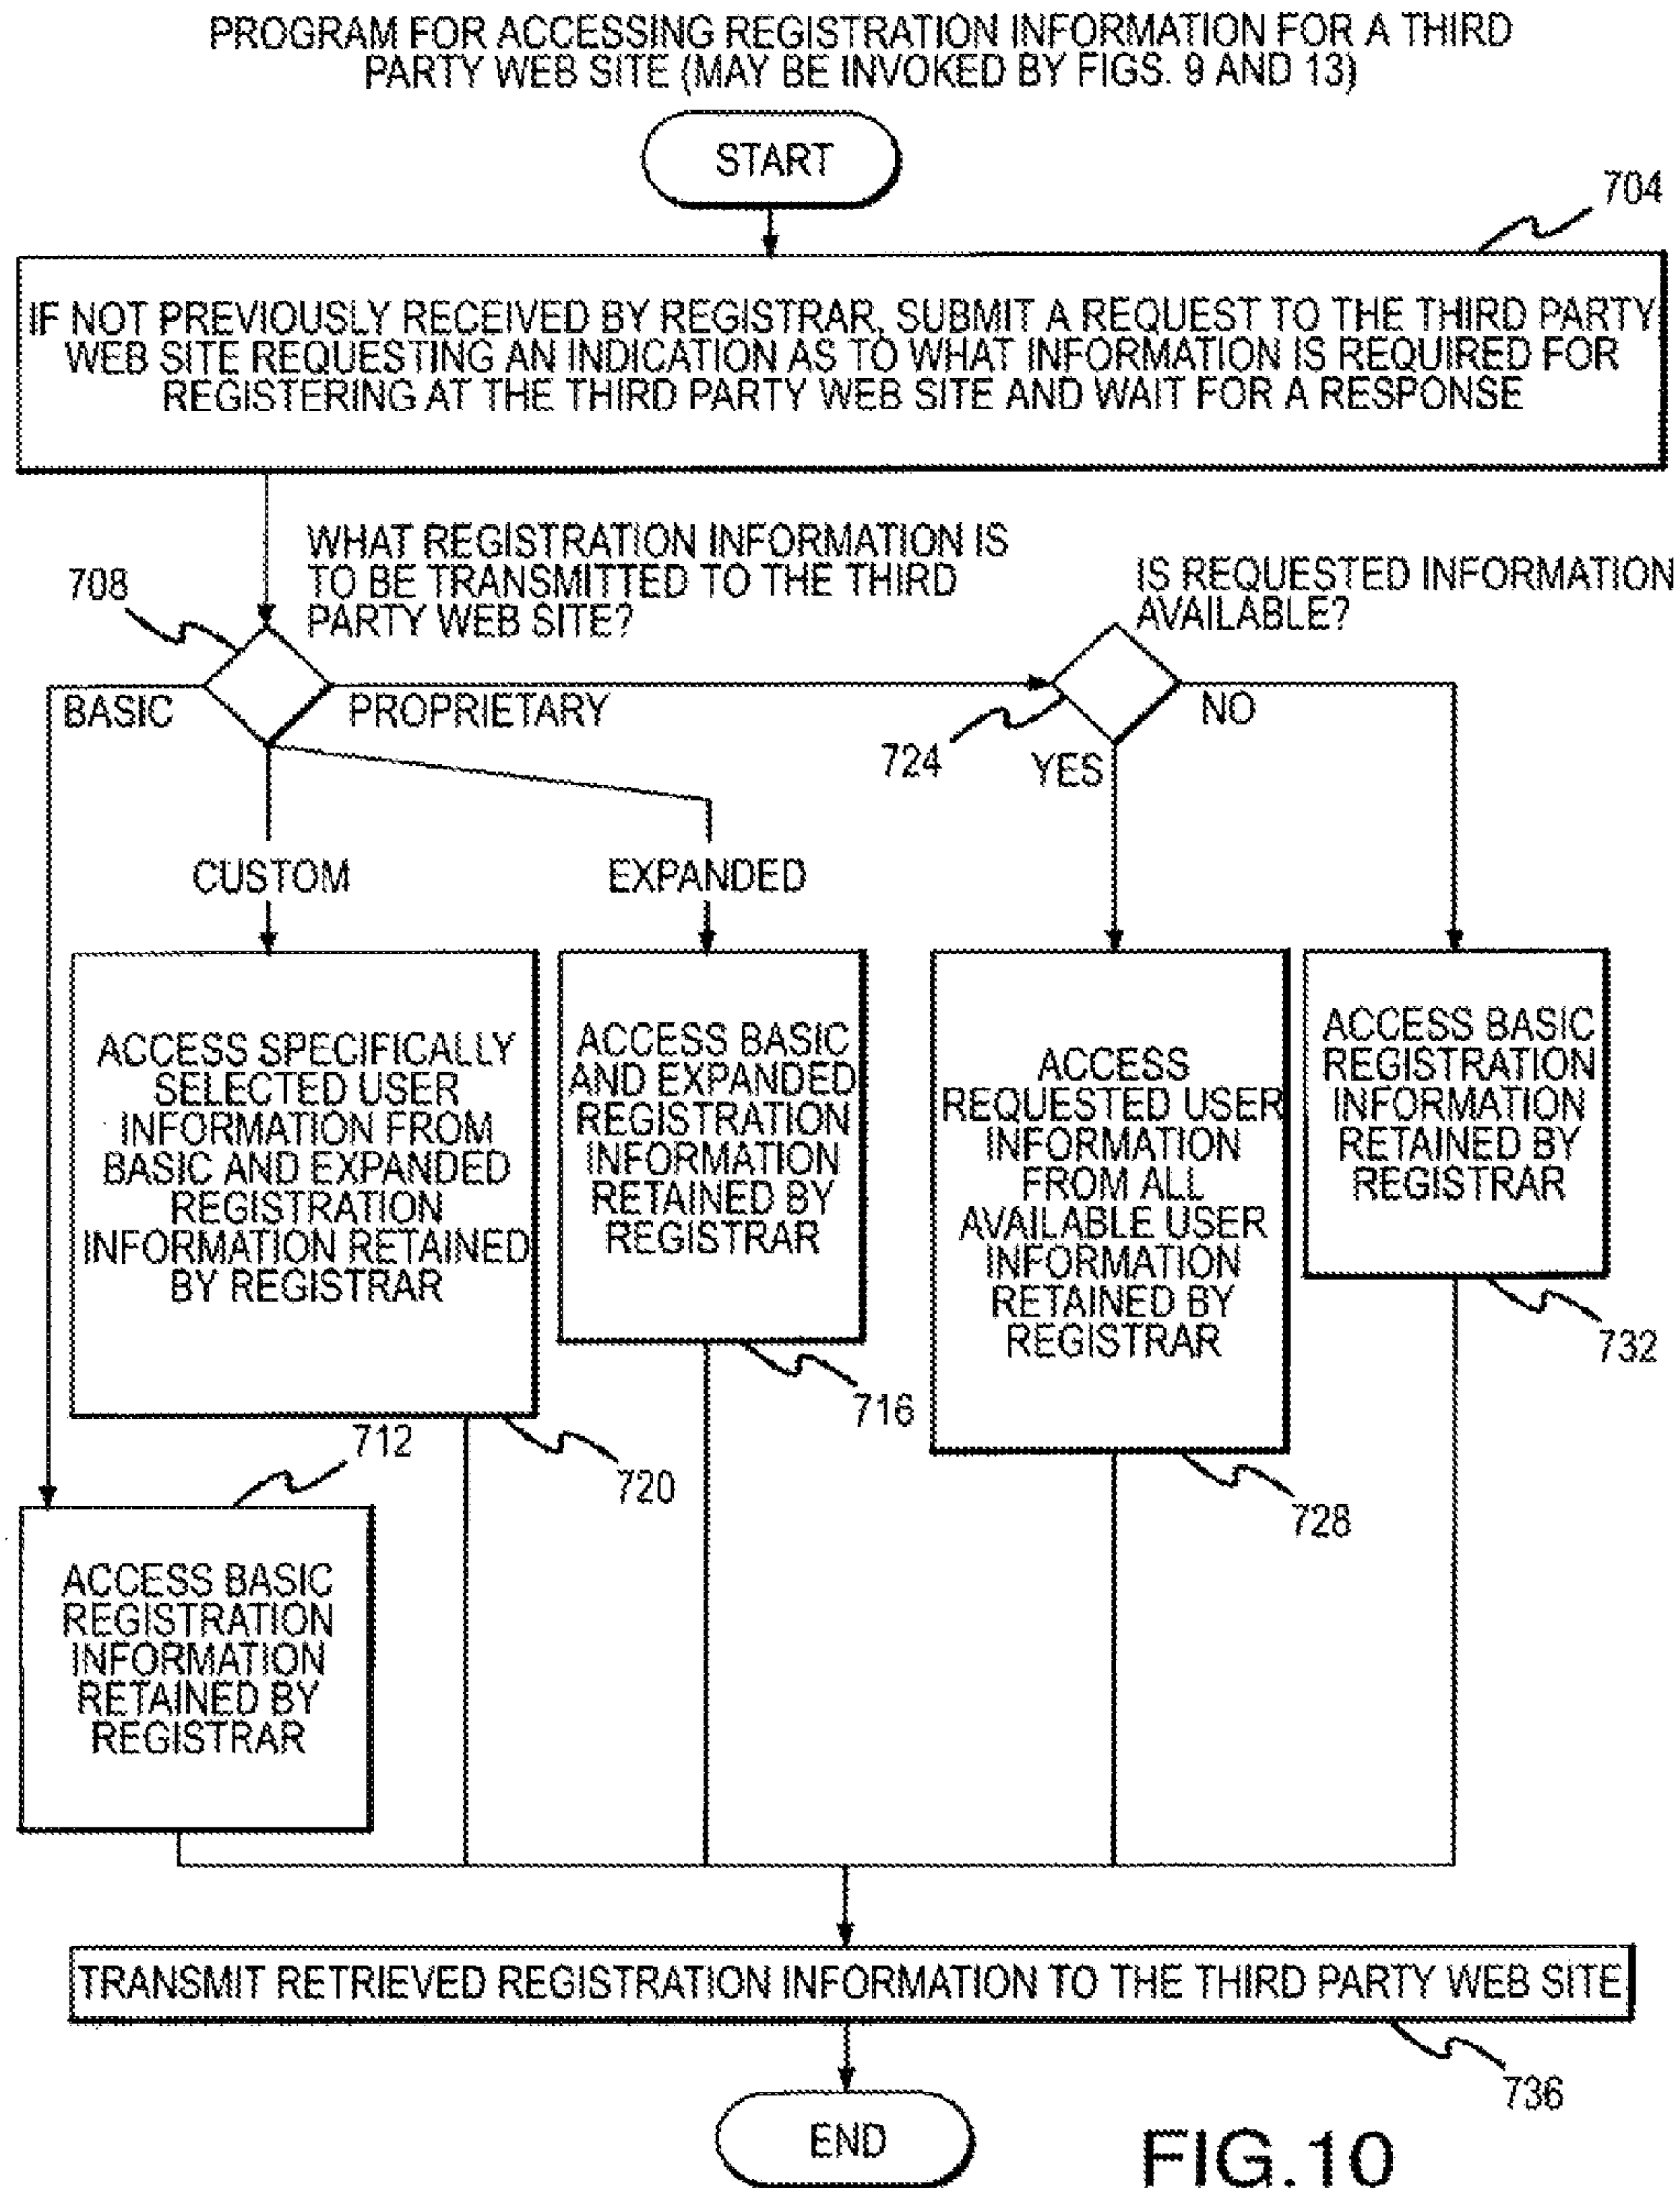 PROGRAM FOR ACCESSING REGISTRATION INFORMATION FOR A THIRD
PARTY WEB SITE (MAY BE INVOKED BY FIGS. 9 AND 13)
START
704
IF NOT PREVIOUSLY RECEIVED BY REGISTRAR, SUBMIT A REQUEST TO THE THIRD PARTY
WEB SITE REQUESTING AN INDICATION AS TO WHAT INFORMATION IS REQUIRED FOR
REGISTERING AT THE THIRD PARTY WEB SITE AND WAIT FOR A RESPONSE
708
WHAT REGISTRATION INFORMATION IS
TO BE TRANSMITTED TO THE THIRD
PARTY WEB SITE?
IS REQUESTED INFORMATION
AVAILABLE?
BASIC
PROPRIETARY
724
NO
YES
CUSTOM
EXPANDED
ACCESS SPECIFICALLY
SELECTED USER
INFORMATION FROM
BASIC AND EXPANDED
REGISTRATION
INFORMATION RETAINED
BY REGISTRAR
720
ACCESS BASIC
AND EXPANDED
REGISTRATION
INFORMATION
RETAINED BY
REGISTRAR
716
ACCESS
REQUESTED USER
INFORMATION
FROM ALL
AVAILABLE USER
INFORMATION
RETAINED BY
REGISTRAR
728
ACCESS BASIC
REGISTRATION
INFORMATION
RETAINED BY
REGISTRAR
732
712
ACCESS BASIC
REGISTRATION
INFORMATION
RETAINED BY
REGISTRAR
TRANSMIT RETRIEVED REGISTRATION INFORMATION TO THE THIRD PARTY WEB SITE
736
END
FIG.10